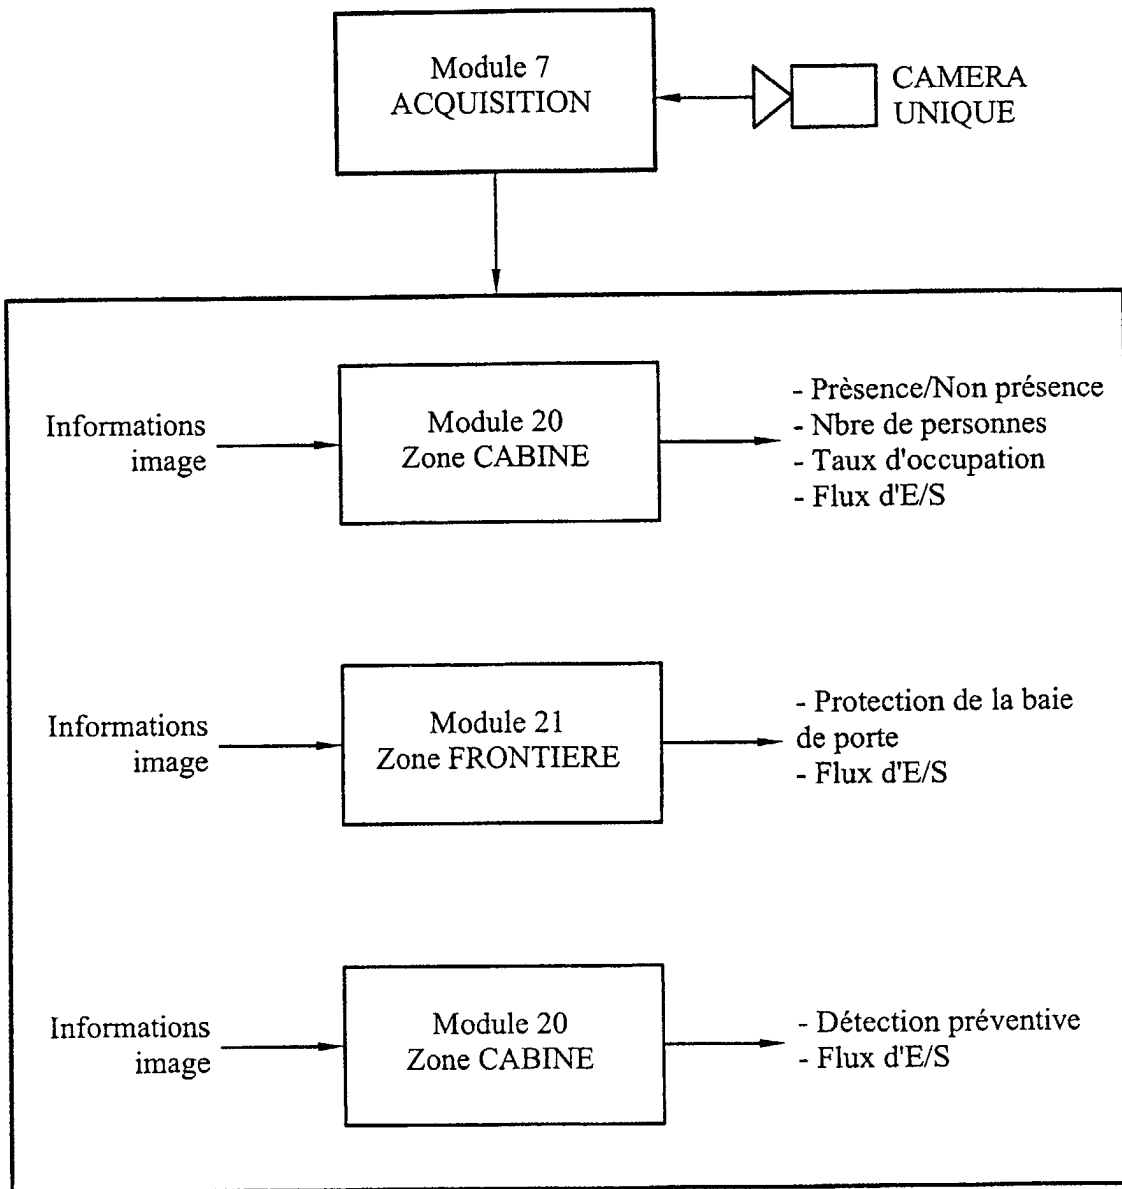 Module 7
ACQUISITION
CAMERA
UNIQUE
Informations
image
Module 20
Zone CABINE
- Prèsence/Non présence
- Nbre de personnes
- Taux d'occupation
- Flux d'E/S
Informations
image
Module 21
Zone FRONTIERE
- Protection de la baie
de porte
- Flux d'E/S
Informations
image
Module 20
Zone CABINE
- Détection préventive
- Flux d'E/S